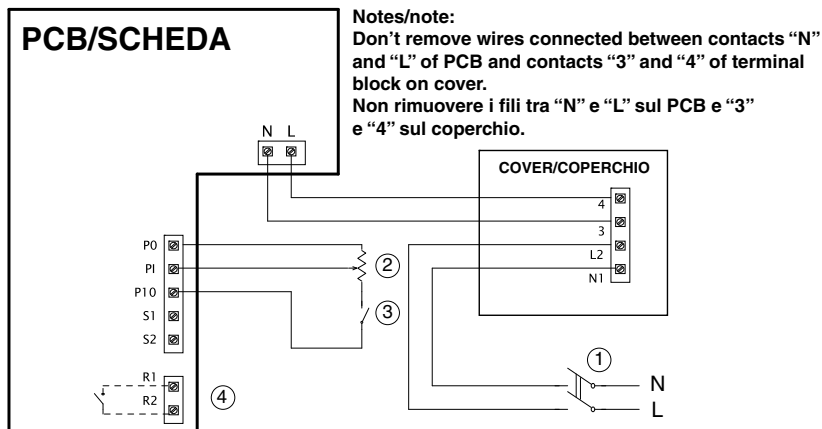 PCB/SCHEDA
Notes/note:
Don’t remove wires connected between contacts “N”
and “L” of PCB and contacts “3” and “4” of terminal
block on cover.
Non rimuovere i fili tra “N” e “L” sul PCB e “3”
e “4” sul coperchio.
N L
COVER/COPERCHIO
4
3
L2
N1
P0
PI
P10
S1
S2
2
3
R1
R2
4
1
N
L